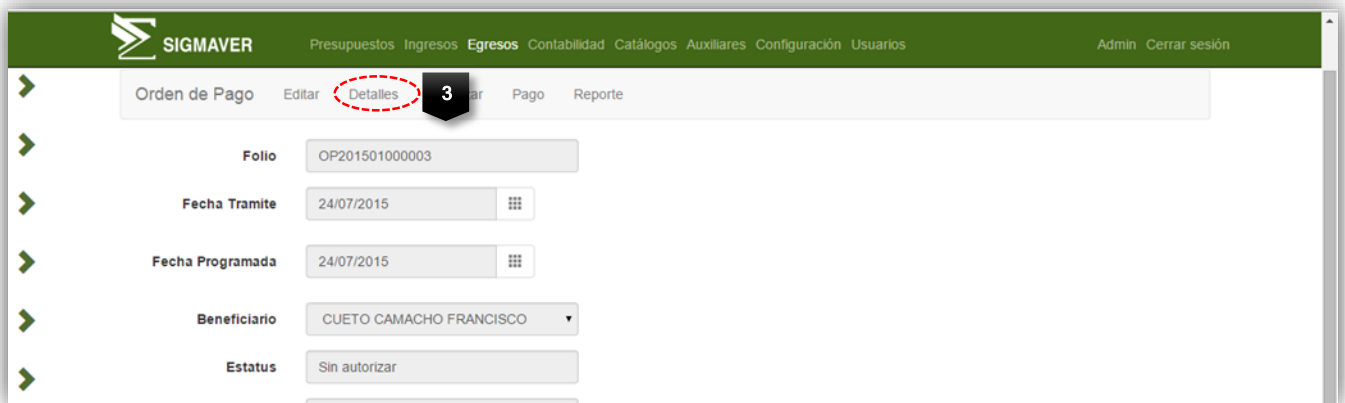 SIGMAVER Presupuestos Ingresos Egresos Contabilidad Catálogos Auxiliares Configuración Usuarios Admin Cerrar sesión
Orden de Pago Editar Detalles 3 ar Pago Reporte
Folio OP201501000003
Fecha Tramite 24/07/2015
Fecha Programada 24/07/2015
Beneficiario CUETO CAMACHO FRANCISCO
Estatus Sin autorizar